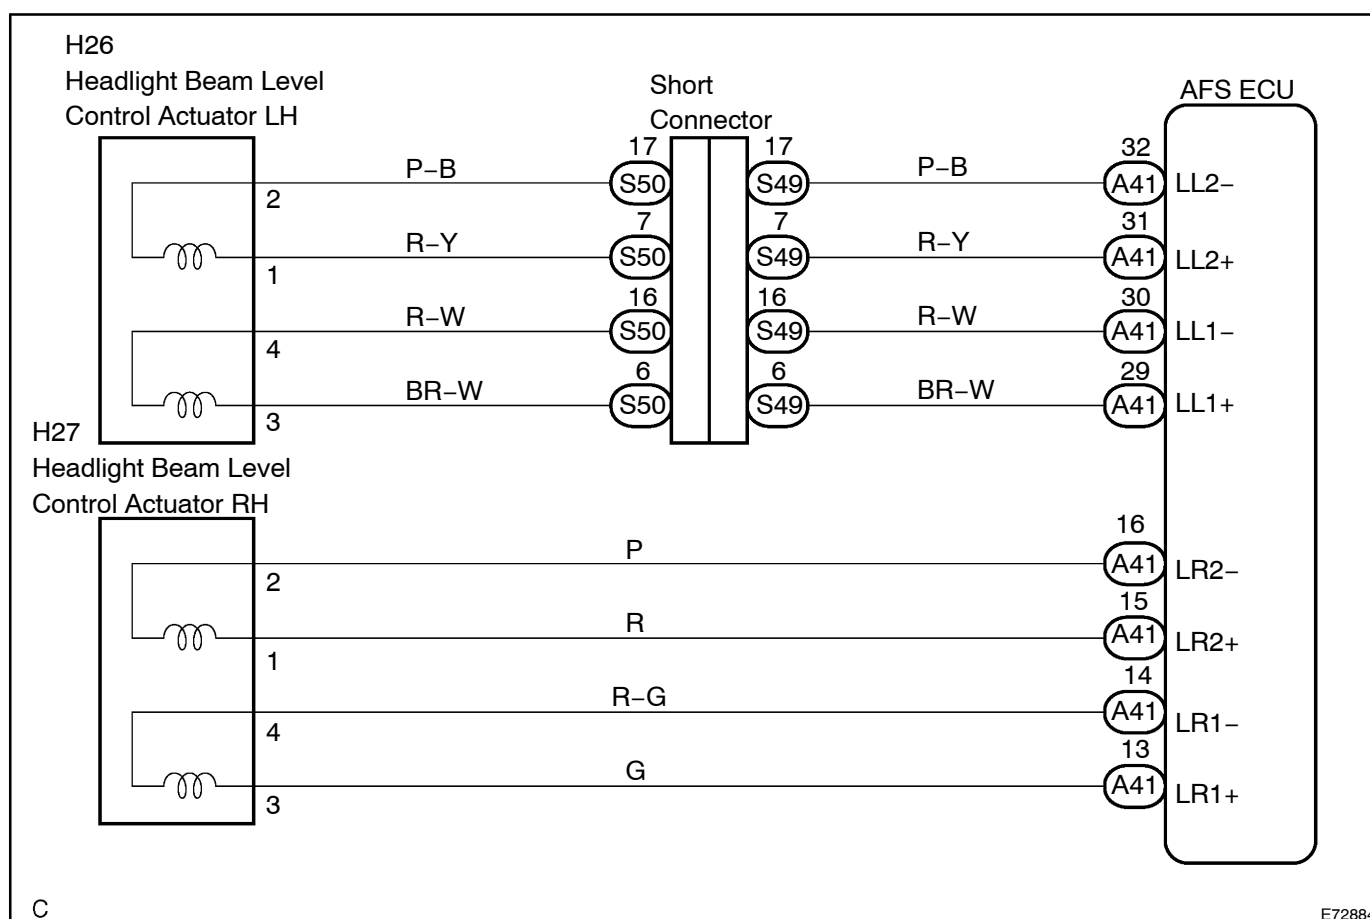 H26
Headlight Beam Level
Control Actuator LH
Short
Connector
AFS ECU
2
P−B
17
S50
17
S49
P−B
32
A41
LL2−
1
R−Y
7
S50
7
S49
R−Y
31
A41
LL2+
4
R−W
16
S50
16
S49
R−W
30
A41
LL1−
3
BR−W
6
S50
6
S49
BR−W
29
A41
LL1+
H27
Headlight Beam Level
Control Actuator RH
2
P
16
A41
LR2−
1
R
15
A41
LR2+
4
R−G
14
A41
LR1−
3
G
13
A41
LR1+
C